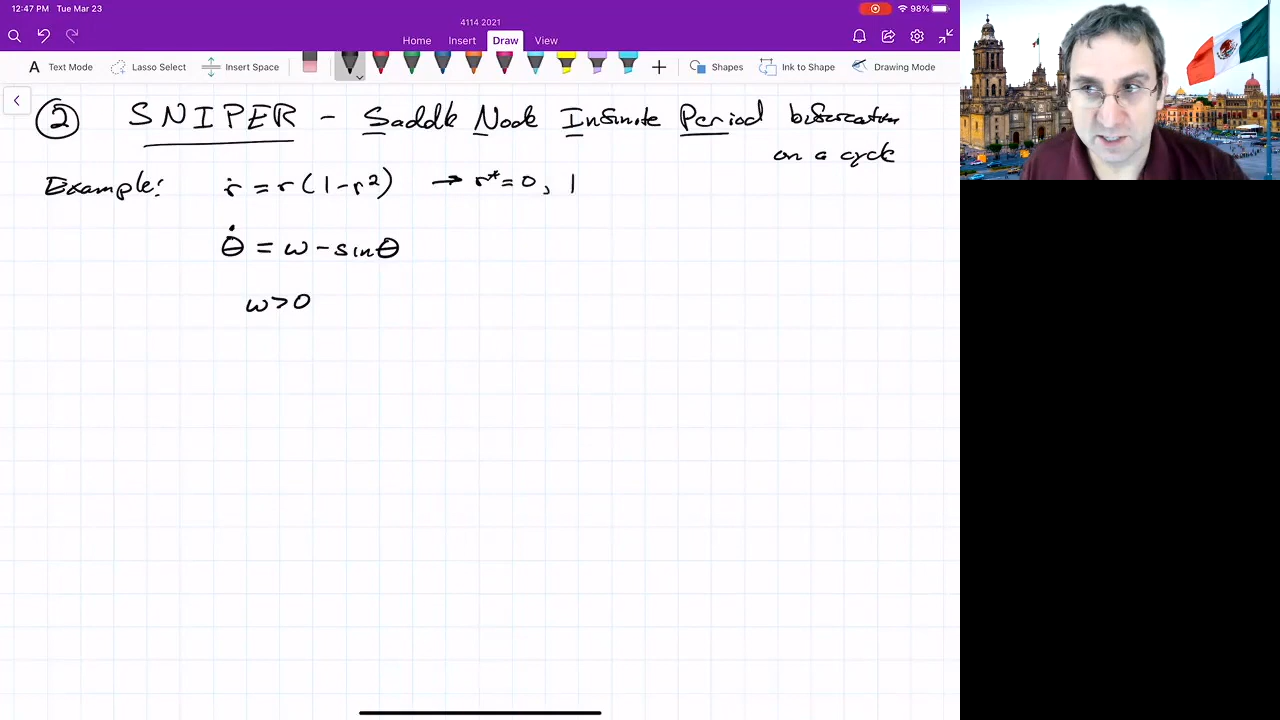 12:47 PM Tue Mar 23
98%
4114 2021
Home Insert Draw View
Text Mode Lasso Select Insert Space Shapes Ink to Shape Drawing Mode
② SNIPER - Saddle Node Infinite Period bifurcation
on a cycle
Example: ṙ = r(1-r²) → r* = 0, 1
θ̇ = ω - sinθ
ω>0